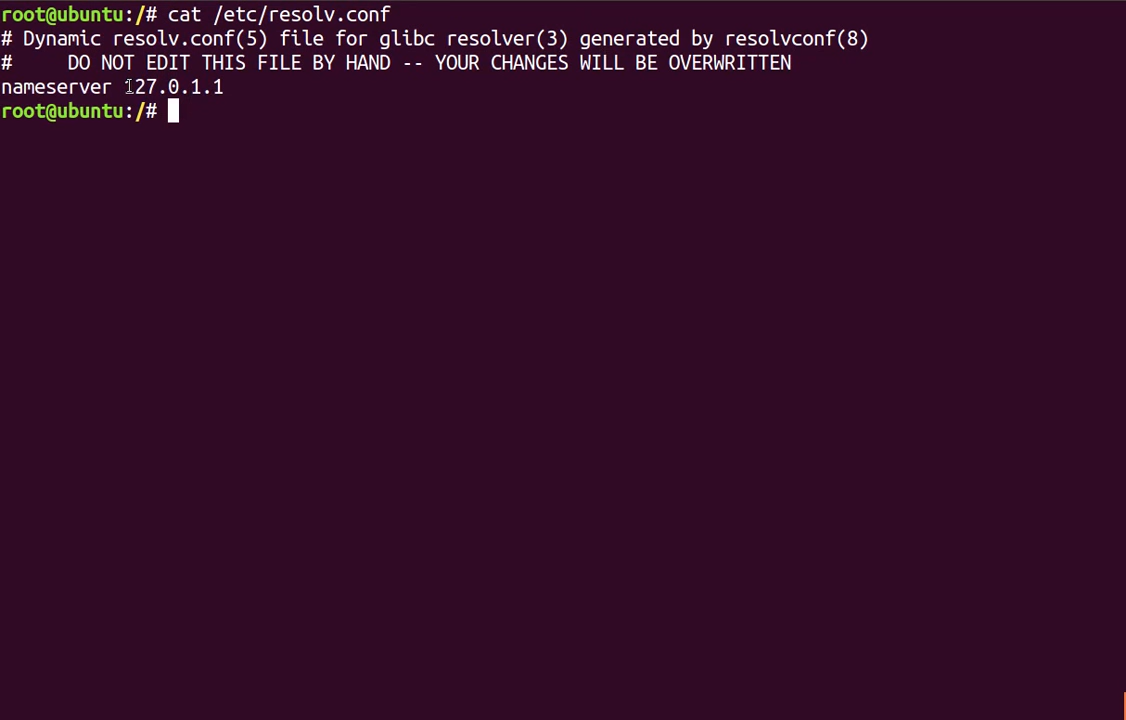 root@ubuntu:/# cat /etc/resolv.conf
# Dynamic resolv.conf(5) file for glibc resolver(3) generated by resolvconf(8)
#     DO NOT EDIT THIS FILE BY HAND -- YOUR CHANGES WILL BE OVERWRITTEN
nameserver 127.0.1.1
root@ubuntu:/#